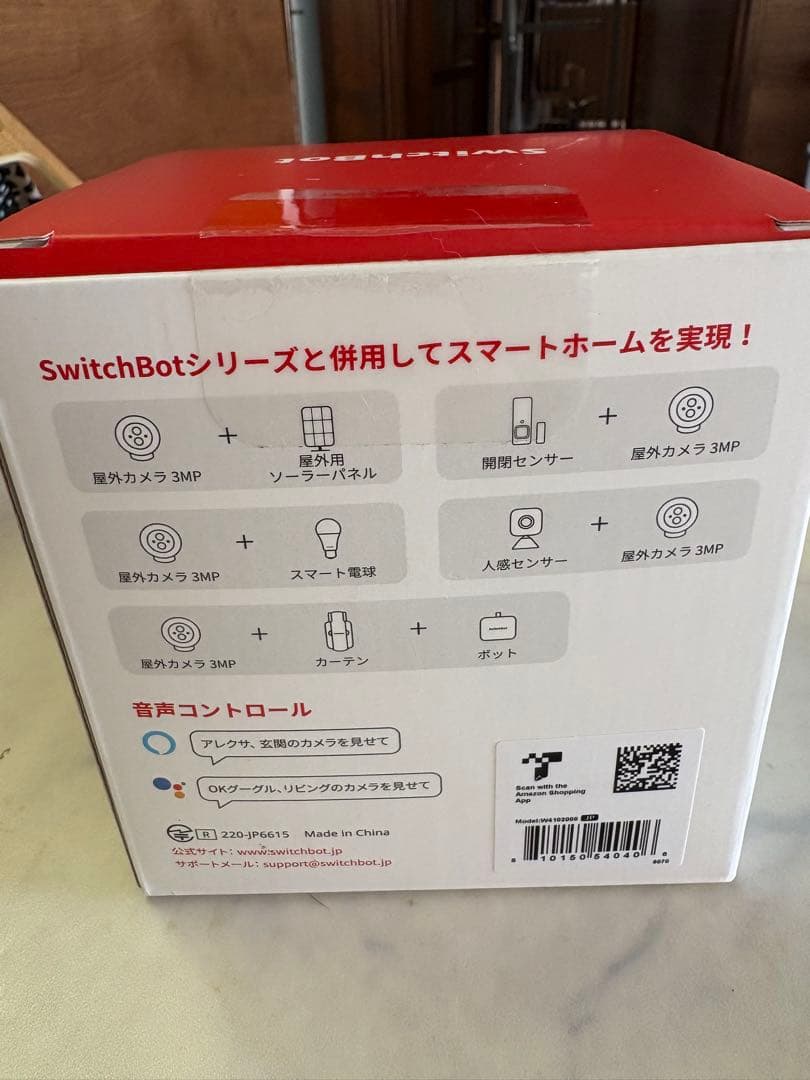 SwitchBot
SwitchBotシリーズと併用してスマートホームを実現！
屋外カメラ 3MP
+
屋外用
ソーラーパネル
開閉センサー
+
屋外カメラ 3MP
屋外カメラ 3MP
+
スマート電球
人感センサー
+
屋外カメラ 3MP
屋外カメラ 3MP
+
カーテン
+
ボット
音声コントロール
アレクサ、玄関のカメラを見せて
OKグーグル、リビングのカメラを見せて
R 220-JP6615 Made in China
公式サイト： www.switchbot.jp
サポートメール： support@switchbot.jp
Scan with the
Amazon Shopping
App